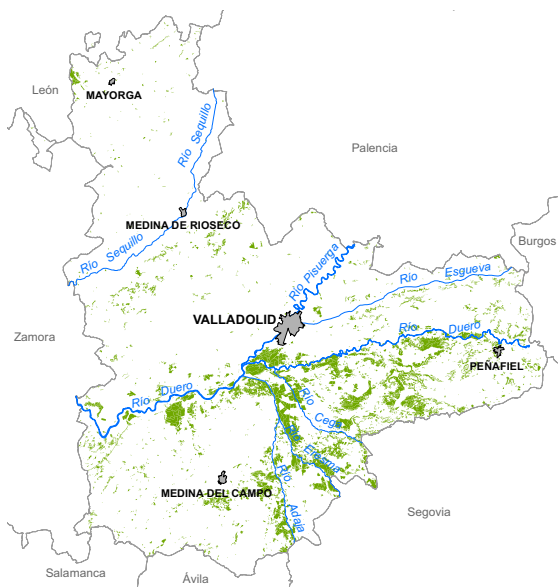 León
MAYORGA
Río Sequillo
Palencia
MEDINA DE RIOSECO
Río Sequillo
Burgos
Río Pisuerga
Río Esgueva
VALLADOLID
Zamora
Río Duero
PEÑAFIEL
Río Duero
Río Cega
Río Eresma
Río Adaja
MEDINA DEL CAMPO
Segovia
Salamanca
Ávila